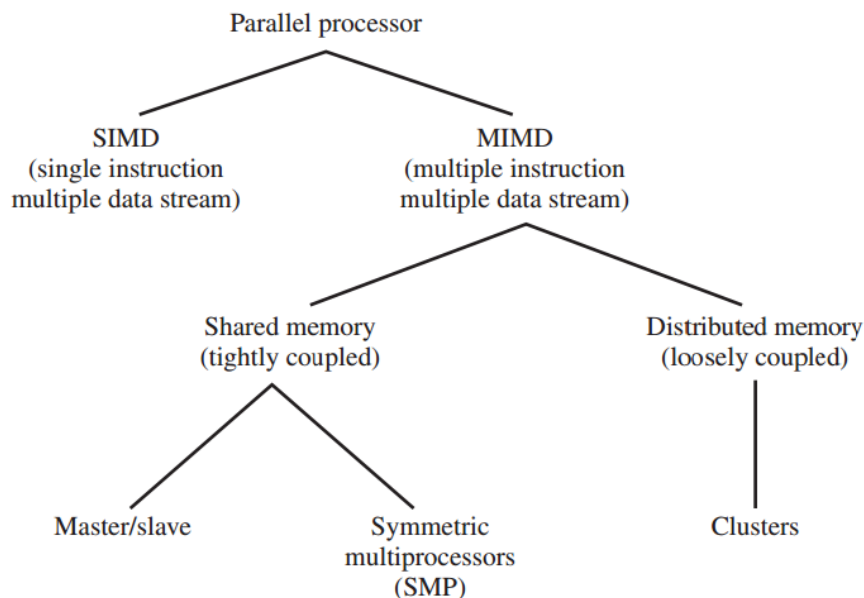 Parallel processor
SIMD
(single instruction
multiple data stream)
MIMD
(multiple instruction
multiple data stream)
Shared memory
(tightly coupled)
Distributed memory
(loosely coupled)
Master/slave
Symmetric
multiprocessors
(SMP)
Clusters